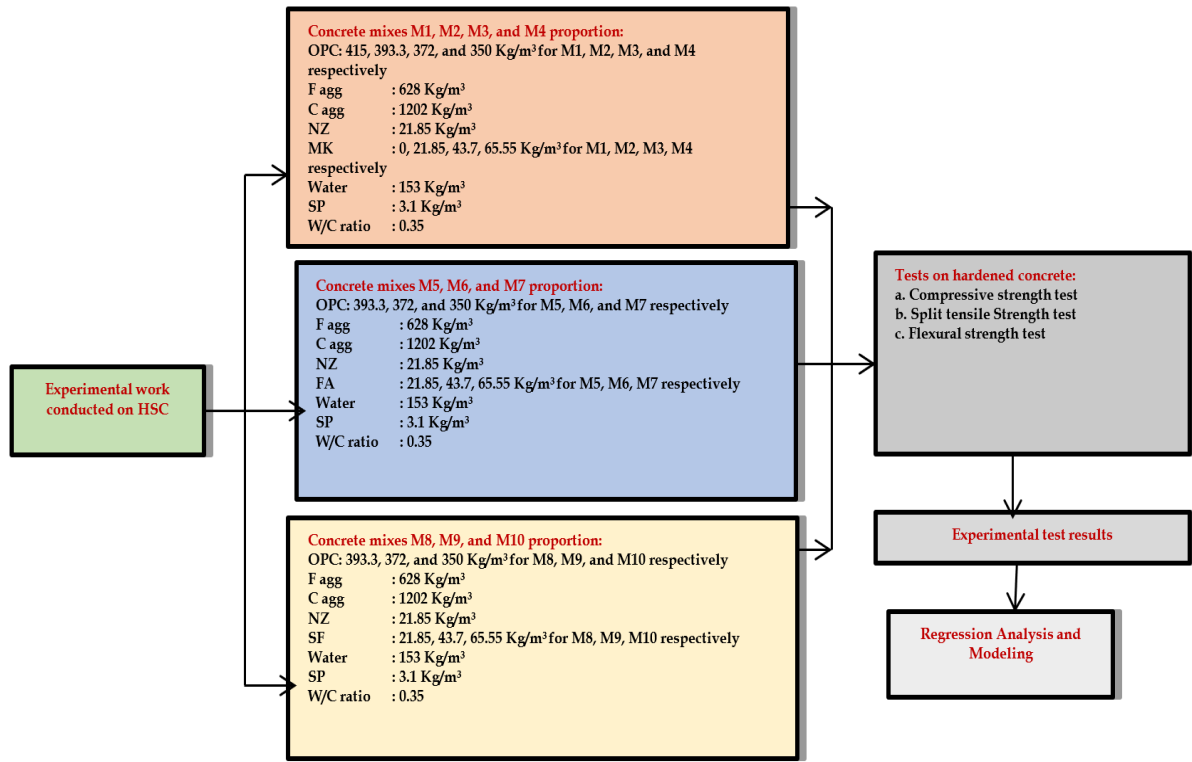 Experimental work
conducted on HSC
Concrete mixes M1, M2, M3, and M4 proportion:
OPC: 415, 393.3, 372, and 350 Kg/m³ for M1, M2, M3, and M4
respectively
F agg : 628 Kg/m³
C agg : 1202 Kg/m³
NZ : 21.85 Kg/m³
MK : 0, 21.85, 43.7, 65.55 Kg/m³ for M1, M2, M3, M4
respectively
Water : 153 Kg/m³
SP : 3.1 Kg/m³
W/C ratio : 0.35
Concrete mixes M5, M6, and M7 proportion:
OPC: 393.3, 372, and 350 Kg/m³ for M5, M6, and M7 respectively
F agg : 628 Kg/m³
C agg : 1202 Kg/m³
NZ : 21.85 Kg/m³
FA : 21.85, 43.7, 65.55 Kg/m³ for M5, M6, M7 respectively
Water : 153 Kg/m³
SP : 3.1 Kg/m³
W/C ratio : 0.35
Concrete mixes M8, M9, and M10 proportion:
OPC: 393.3, 372, and 350 Kg/m³ for M8, M9, and M10 respectively
F agg : 628 Kg/m³
C agg : 1202 Kg/m³
NZ : 21.85 Kg/m³
SF : 21.85, 43.7, 65.55 Kg/m³ for M8, M9, M10 respectively
Water : 153 Kg/m³
SP : 3.1 Kg/m³
W/C ratio : 0.35
Tests on hardened concrete:
a. Compressive strength test
b. Split tensile Strength test
c. Flexural strength test
Experimental test results
Regression Analysis and
Modeling